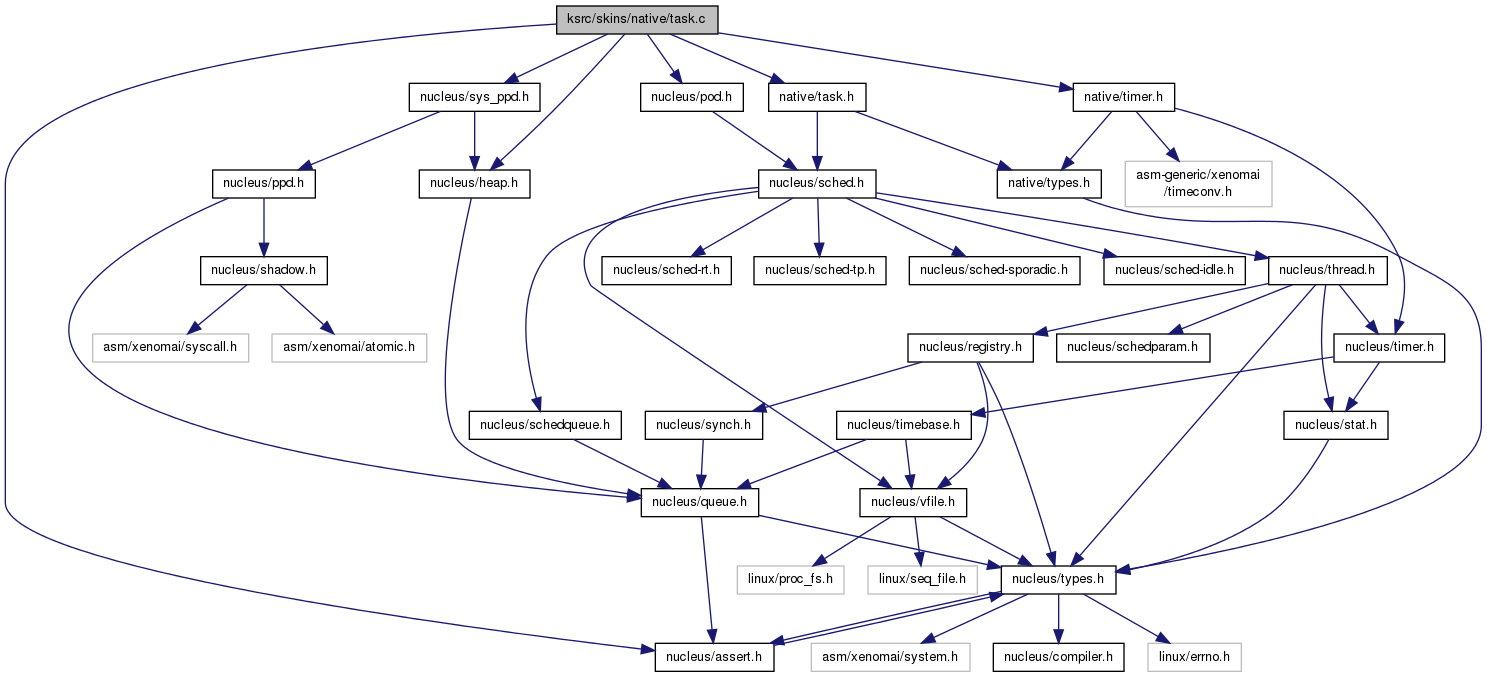 ksrc/skins/native/task.c
nucleus/sys_ppd.h
nucleus/pod.h
native/task.h
native/timer.h
nucleus/ppd.h
nucleus/heap.h
nucleus/sched.h
native/types.h
asm-generic/xenomai
/timeconv.h
nucleus/shadow.h
nucleus/sched-rt.h
nucleus/sched-tp.h
nucleus/sched-sporadic.h
nucleus/sched-idle.h
nucleus/thread.h
asm/xenomai/syscall.h
asm/xenomai/atomic.h
nucleus/registry.h
nucleus/schedparam.h
nucleus/timer.h
nucleus/schedqueue.h
nucleus/synch.h
nucleus/timebase.h
nucleus/stat.h
nucleus/queue.h
nucleus/vfile.h
linux/proc_fs.h
linux/seq_file.h
nucleus/types.h
nucleus/assert.h
asm/xenomai/system.h
nucleus/compiler.h
linux/errno.h